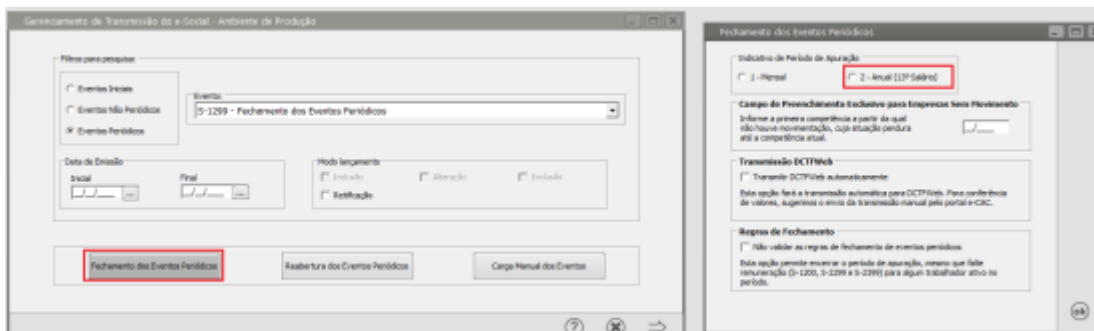 Gerenciamento de Transmissão do e-Social - Ambiente de Produção
Filtros para pesquisar
Eventos Iniciais
Eventos Não Periódicos
Eventos Periódicos
Evento
S-1299 - Fechamento dos Eventos Periódicos
Data de Emissão
Inicial
Final
Modo lançamento
Inclusão
Alteração
Exclusão
Retificação
Fechamento dos Eventos Periódicos
Reabertura dos Eventos Periódicos
Carga Manual dos Eventos
Fechamento dos Eventos Periódicos
Indicativo de Período de Apuração
1 - Mensal
2 - Anual (13º Salário)
Campo de Preenchimento Exclusivo para Empresas Sem Movimento
Informe a primeira competência a partir da qual
não houve movimentação, cuja situação perdura
até a competência atual.
Transmissão DCTFWeb
Transmitir DCTFWeb automaticamente
Esta opção fará a transmissão automática para DCTFWeb. Para conferência
de valores, sugerimos o envio da transmissão manual pelo portal e-CAC.
Regras de Fechamento
Não validar as regras de fechamento de eventos periódicos
Esta opção permite encerrar o período de apuração, mesmo que falte
remuneração (S-1200, S-2299 e S-2399) para algum trabalhador ativo no
período.
ok